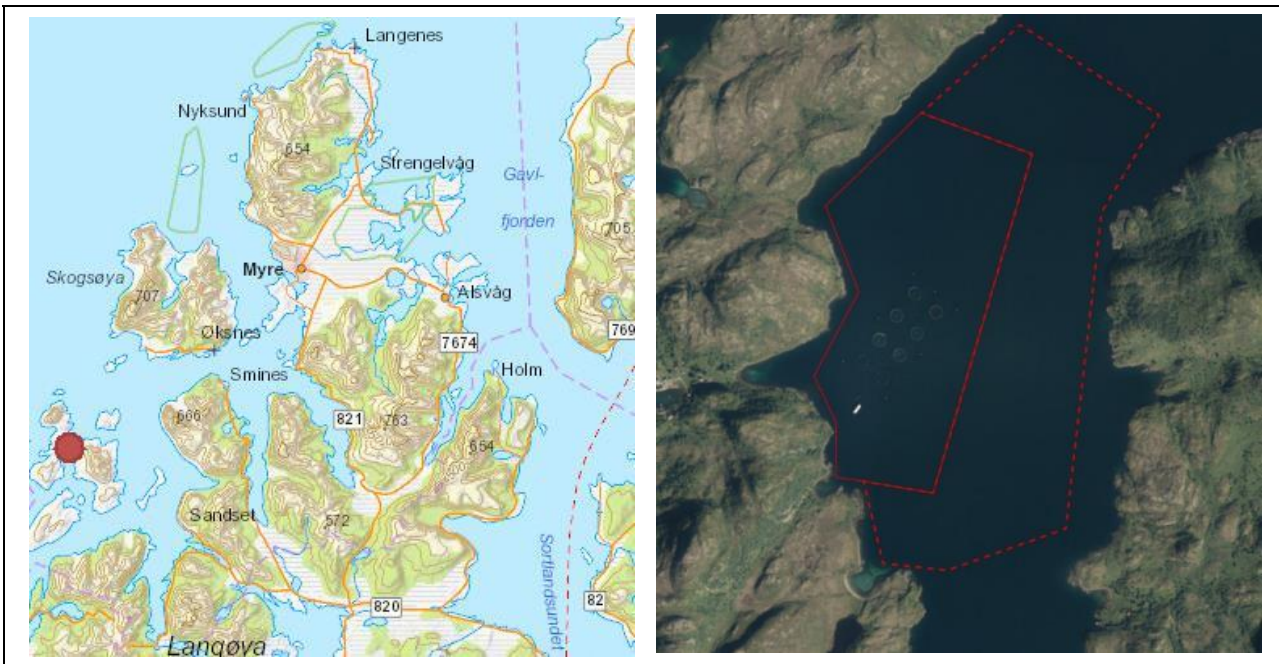 Langenes
Nyksund
654
Strengelvåg
Gavl-
fjorden
705
Skogsøya
Myre
707
Alsvåg
Øksnes
7674
769
Smines
Holm
666
821
763
654
Sandset
572
Sortlandsundet
820
82
Langøya